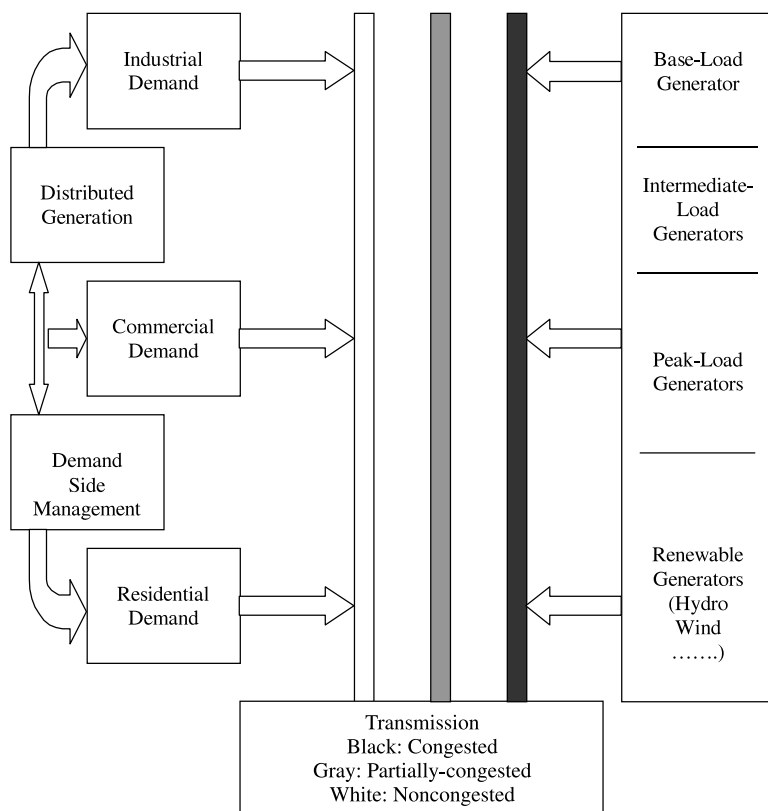 Industrial
Demand
Base-Load
Generator
Distributed
Generation
Intermediate-
Load
Generators
Commercial
Demand
Peak-Load
Generators
Demand
Side
Management
Residential
Demand
Renewable
Generators
(Hydro
Wind
…….)
Transmission
Black: Congested
Gray: Partially-congested
White: Noncongested